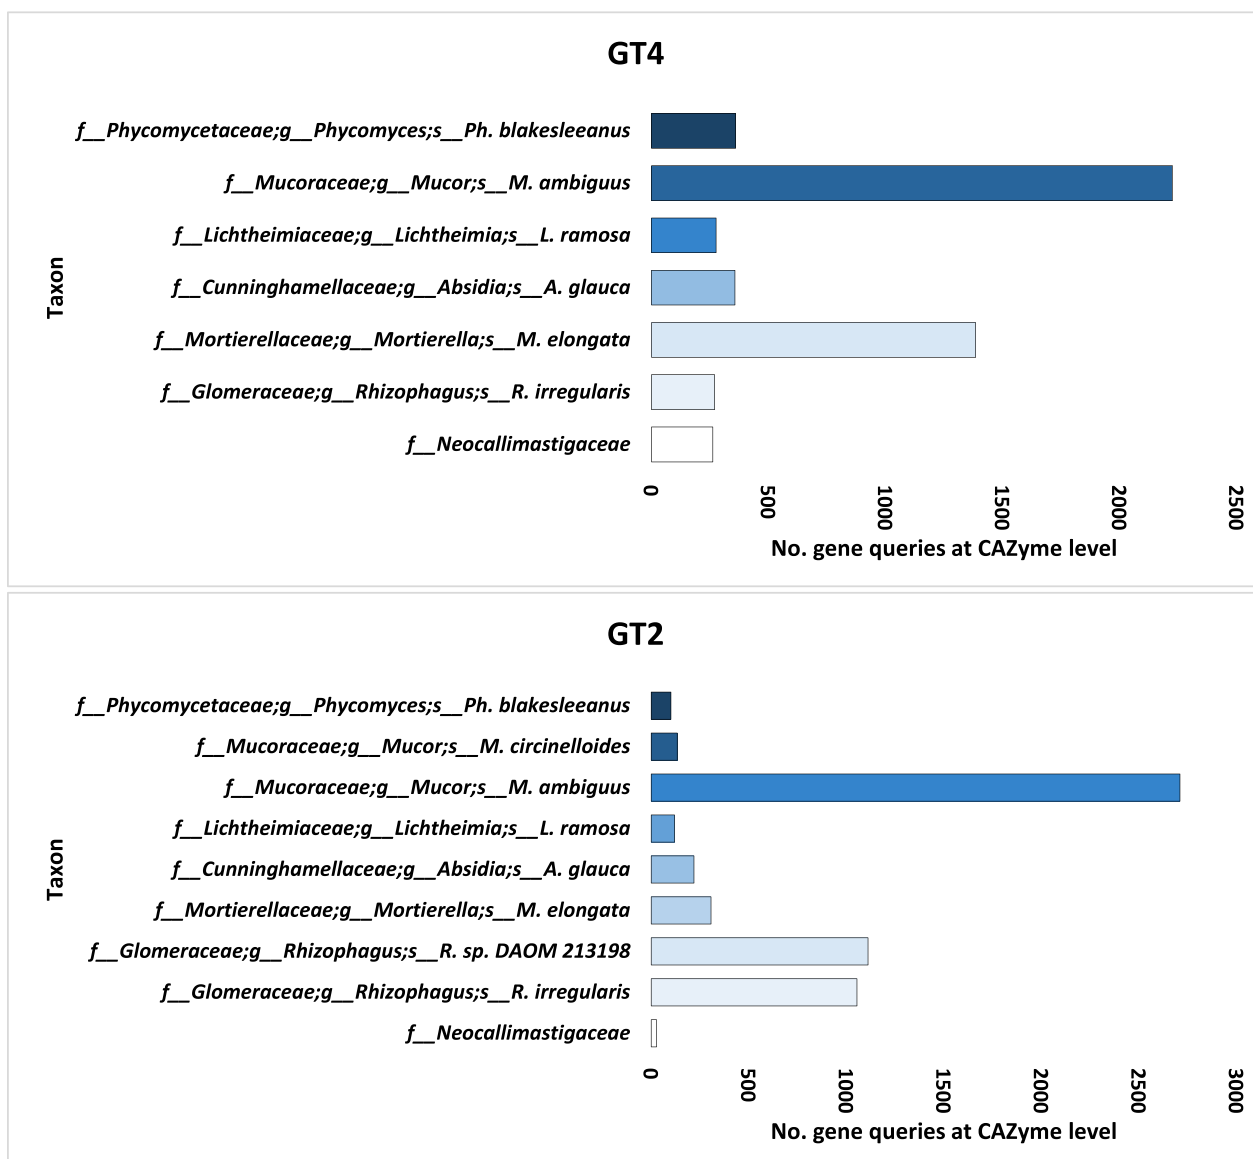 GT4
f__Phycomycetaceae;g__Phycomyces;s__Ph. blakesleeanus
f__Mucoraceae;g__Mucor;s__M. ambiguus
f__Lichtheimiaceae;g__Lichtheimia;s__L. ramosa
f__Cunninghamellaceae;g__Absidia;s__A. glauca
f__Mortierellaceae;g__Mortierella;s__M. elongata
f__Glomeraceae;g__Rhizophagus;s__R. irregularis
f__Neocallimastigaceae
Taxon
0 500 1000 1500 2000 2500
No. gene queries at CAZyme level
GT2
f__Phycomycetaceae;g__Phycomyces;s__Ph. blakesleeanus
f__Mucoraceae;g__Mucor;s__M. circinelloides
f__Mucoraceae;g__Mucor;s__M. ambiguus
f__Lichtheimiaceae;g__Lichtheimia;s__L. ramosa
f__Cunninghamellaceae;g__Absidia;s__A. glauca
f__Mortierellaceae;g__Mortierella;s__M. elongata
f__Glomeraceae;g__Rhizophagus;s__R. sp. DAOM 213198
f__Glomeraceae;g__Rhizophagus;s__R. irregularis
f__Neocallimastigaceae
Taxon
0 500 1000 1500 2000 2500 3000
No. gene queries at CAZyme level